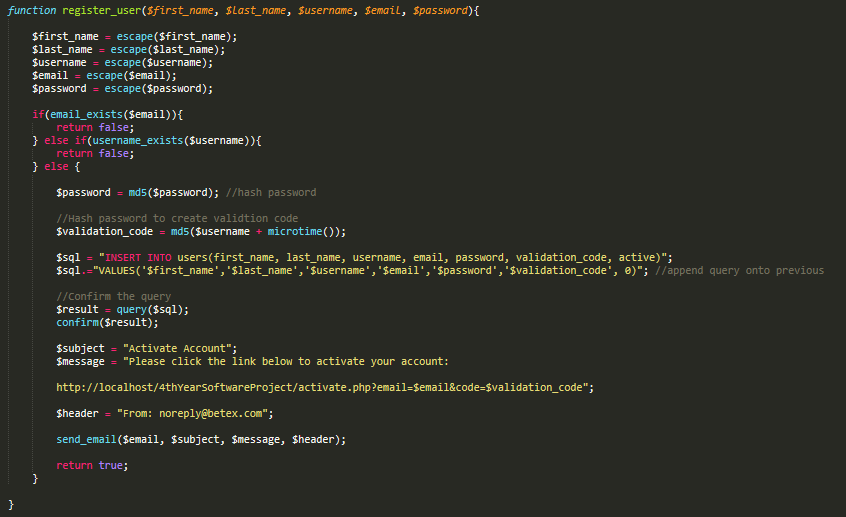 function register_user($first_name, $last_name, $username, $email, $password){
$first_name = escape($first_name);
$last_name = escape($last_name);
$username = escape($username);
$email = escape($email);
$password = escape($password);
if(email_exists($email)){
return false;
} else if(username_exists($username)){
return false;
} else {
$password = md5($password); //hash password
//Hash password to create validtion code
$validation_code = md5($username + microtime());
$sql = "INSERT INTO users(first_name, last_name, username, email, password, validation_code, active)";
$sql.="VALUES('$first_name','$last_name','$username','$email','$password','$validation_code', 0)"; //append query onto previous
//Confirm the query
$result = query($sql);
confirm($result);
$subject = "Activate Account";
$message = "Please click the link below to activate your account:
http://localhost/4thYearSoftwareProject/activate.php?email=$email&code=$validation_code";
$header = "From: noreply@betex.com";
send_email($email, $subject, $message, $header);
return true;
}
}